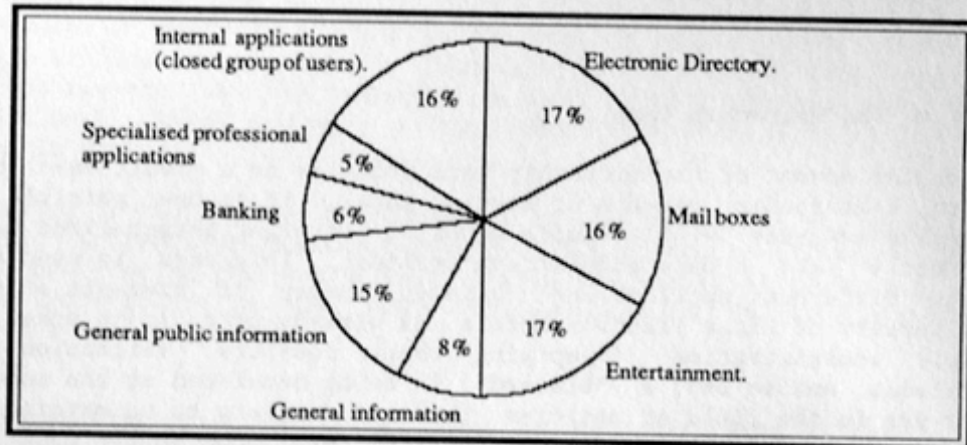 Internal applications
(closed group of users).
16%
Electronic Directory.
17%
Specialised professional
applications
5%
Banking
6%
Mail boxes
16%
15%
General public information
8%
General information
17%
Entertainment.